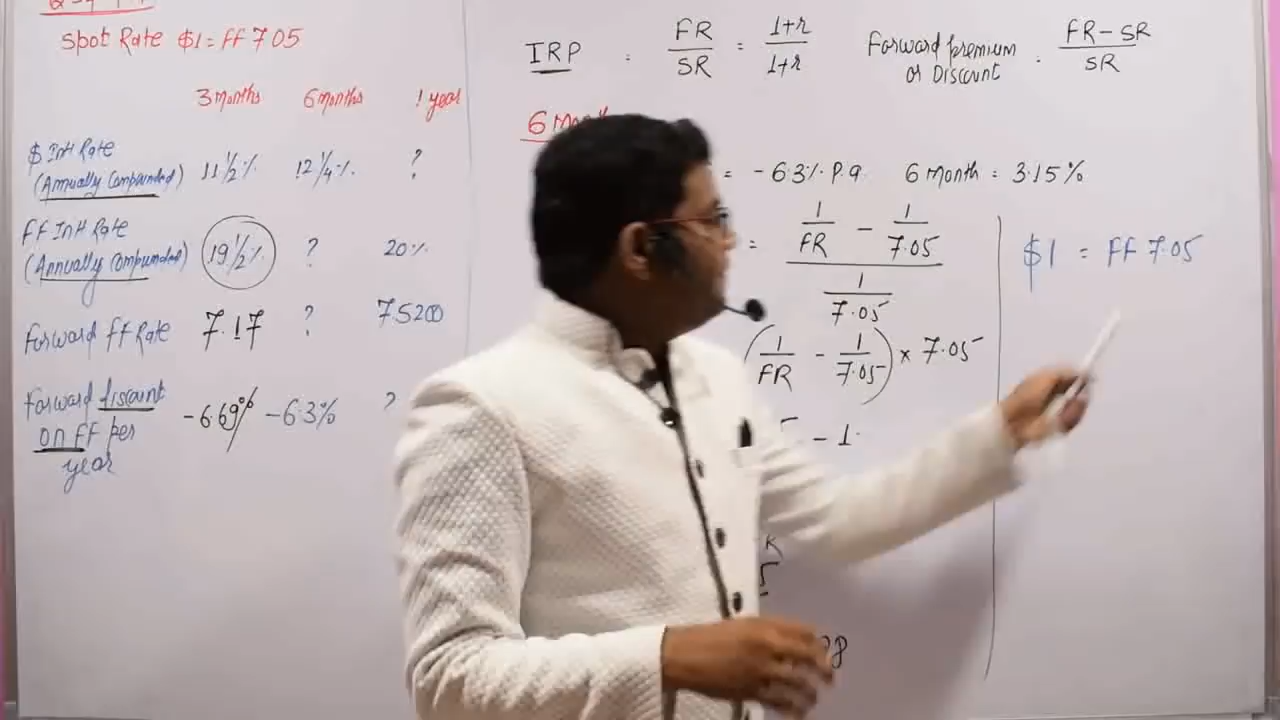 Spot Rate $1 = FF 7.05
3 months 6 months 1 year
$ Int Rate
(Annually Compounded) 11 1/2 % 12 1/4 %. ?
FF Int Rate
(Annually Compounded) 19 1/2 % ? 20%
Forward FF Rate 7.17 ? 7.5200
Forward discount
on FF per
year
-6.69% -6.3% ?
IRP : FR/SR = 1+r/1+r
Forward premium
or Discount : FR-SR/SR
6 Mont
= -6.3%. P.a. 6 Month = 3.15%
= 1/FR - 1/7.05
1/7.05
(1/FR - 1/7.05) × 7.05
- 1.
$1 = FF 7.05